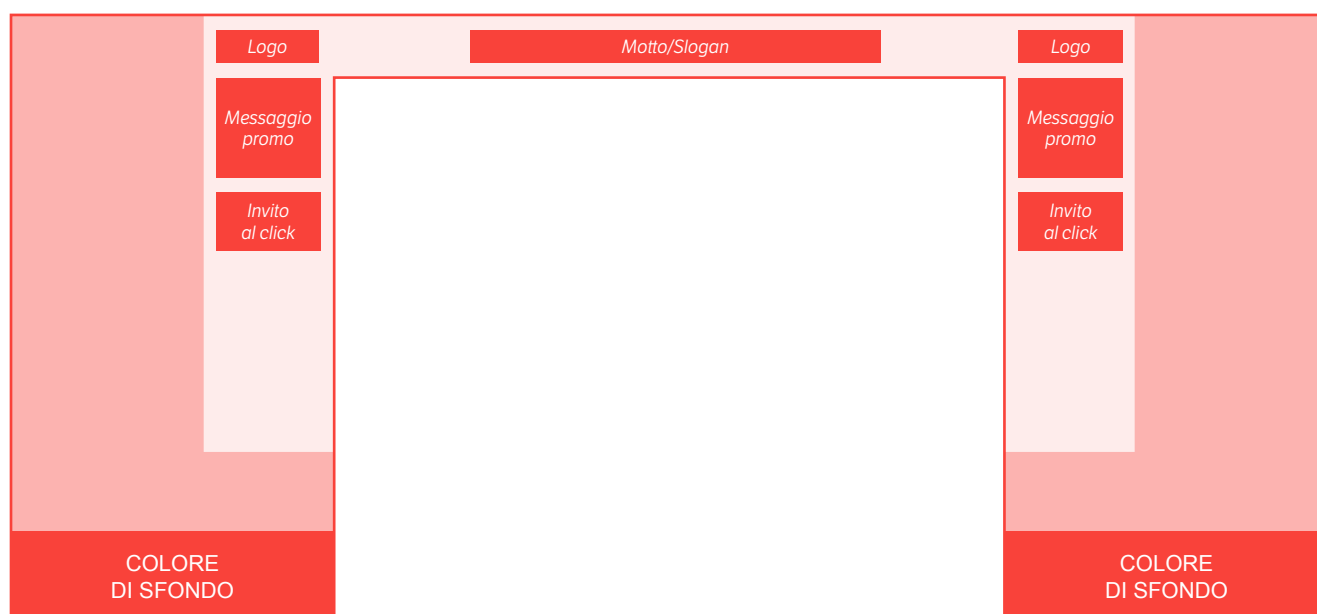 Logo
Motto/Slogan
Logo
Messaggio
promo
Messaggio
promo
Invito
al click
Invito
al click
COLORE
DI SFONDO
COLORE
DI SFONDO